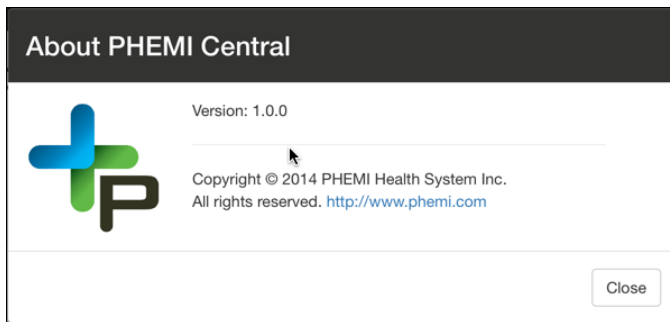 About PHEMI Central
Version: 1.0.0
Copyright © 2014 PHEMI Health System Inc.
All rights reserved. http://www.phemi.com
P
Close